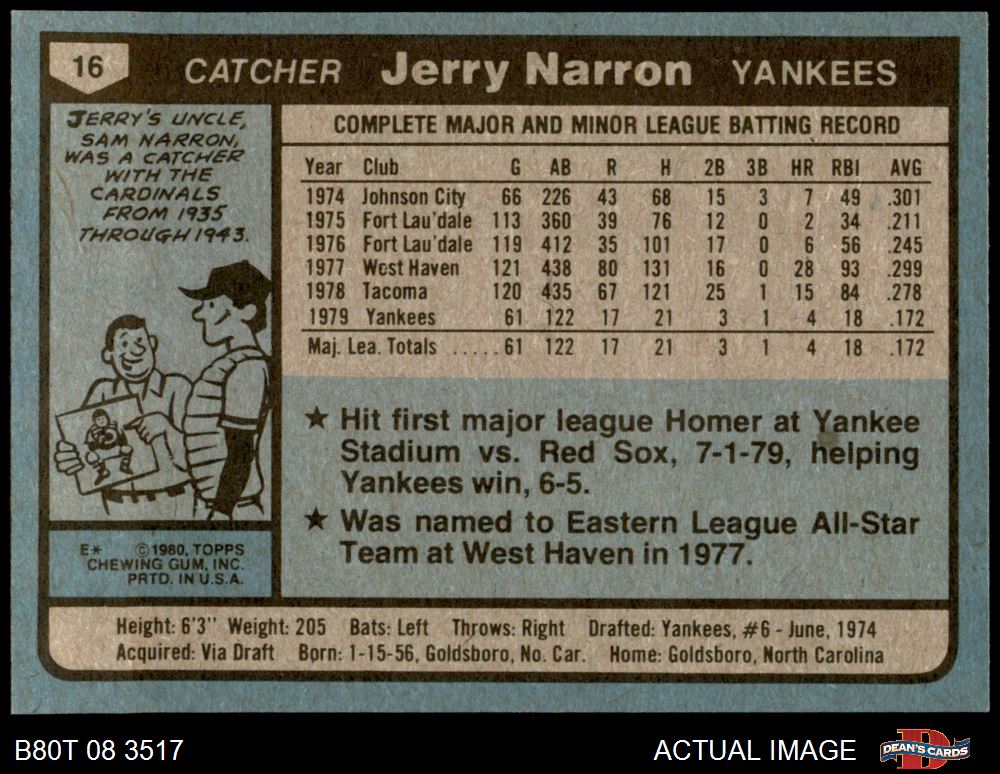 16
CATCHER Jerry Narron YANKEES
JERRY'S UNCLE,
SAM NARRON,
WAS A CATCHER
WITH THE
CARDINALS
FROM 1935
THROUGH 1943.
COMPLETE MAJOR AND MINOR LEAGUE BATTING RECORD
Year Club G AB R H 2B 3B HR RBI AVG
1974 Johnson City 66 226 43 68 15 3 7 49 .301
1975 Fort Lau'dale 113 360 39 76 12 0 2 34 .211
1976 Fort Lau'dale 119 412 35 101 17 0 6 56 .245
1977 West Haven 121 438 80 131 16 0 28 93 .299
1978 Tacoma 120 435 67 121 25 1 15 84 .278
1979 Yankees 61 122 17 21 3 1 4 18 .172
Maj. Lea. Totals .....61 122 17 21 3 1 4 18 .172
★ Hit first major league Homer at Yankee
Stadium vs. Red Sox, 7-1-79, helping
Yankees win, 6-5.
★ Was named to Eastern League All-Star
Team at West Haven in 1977.
E* ©1980, TOPPS
CHEWING GUM, INC.
PRTD. IN U.S.A.
Height: 6'3" Weight: 205 Bats: Left Throws: Right Drafted: Yankees, #6 - June, 1974
Acquired: Via Draft Born: 1-15-56, Goldsboro, No. Car. Home: Goldsboro, North Carolina
B80T 08 3517
ACTUAL IMAGE
DEAN'S CARDS